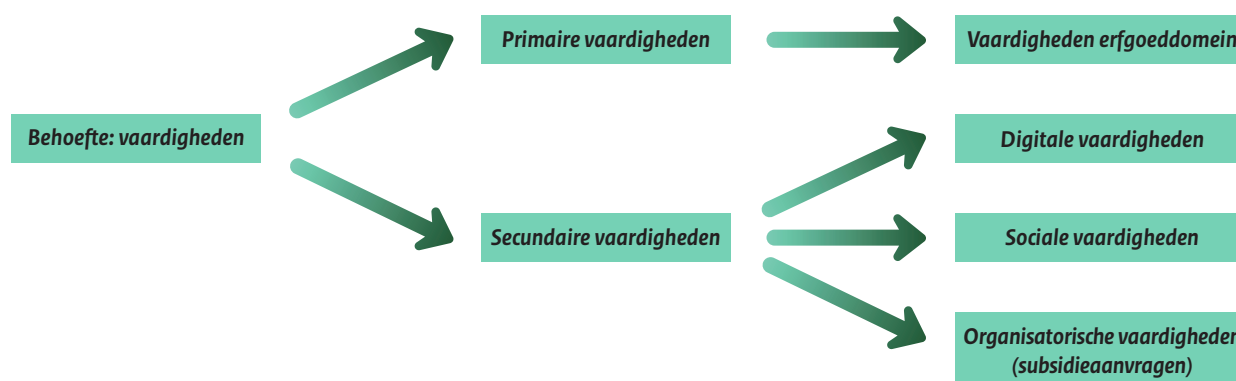 Primaire vaardigheden
Vaardigheden erfgoeddomein
Behoefte: vaardigheden
Digitale vaardigheden
Secundaire vaardigheden
Sociale vaardigheden
Organisatorische vaardigheden
(subsidieaanvragen)